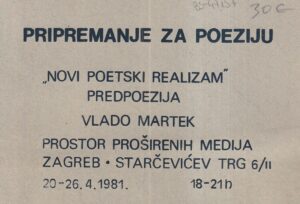 PRIPREMANJE ZA POEZIJU
„NOVI POETSKI REALIZAM"
PREDPOEZIJA
VLADO MARTEK
PROSTOR PROŠIRENIH MEDIJA
ZAGREB • STARČEVIĆEV TRG 6/II
20-26.4.1981. 18-21h